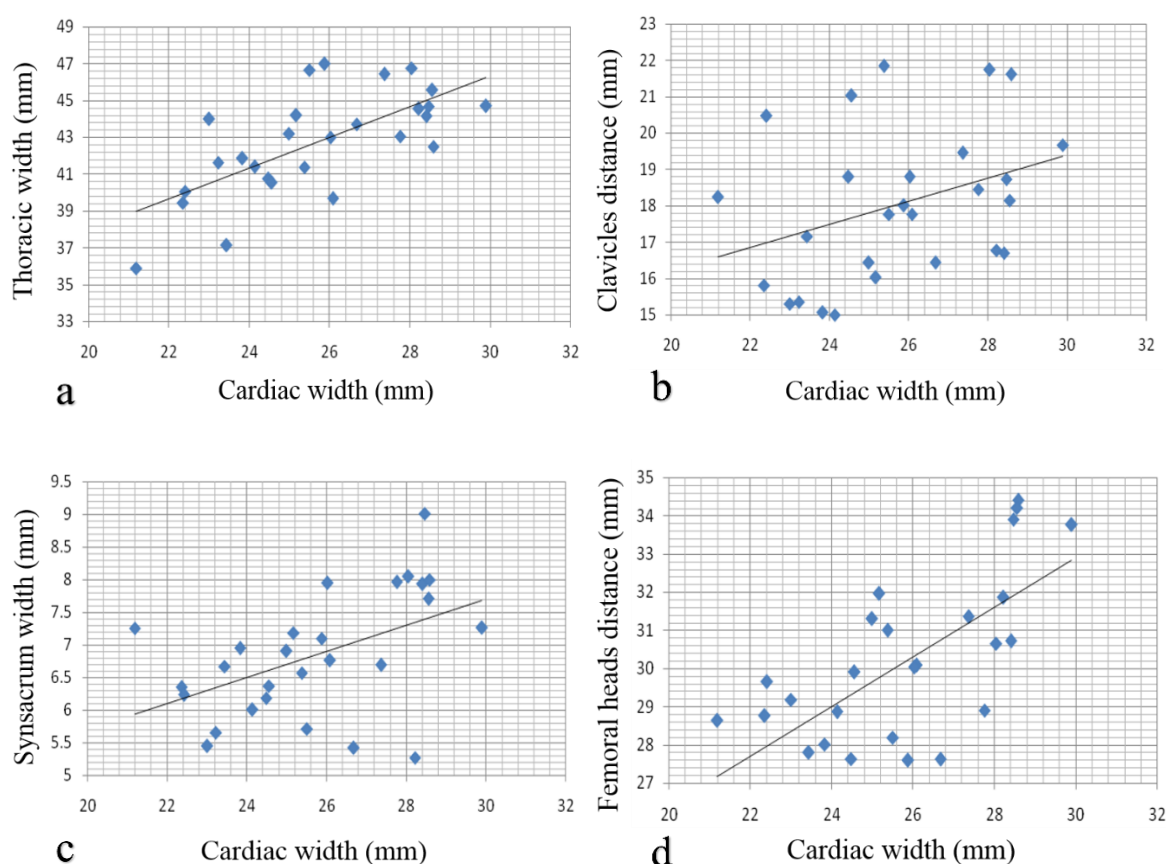 Thoracic width (mm)
49
47
45
43
41
39
37
35
33
20 22 24 26 28 30 32
Cardiac width (mm)
a
Clavicles distance (mm)
23
22
21
20
19
18
17
16
15
20 22 24 26 28 30 32
Cardiac width (mm)
b
Synsacrum width (mm)
9.5
9
8.5
8
7.5
7
6.5
6
5.5
5
20 22 24 26 28 30 32
Cardiac width (mm)
c
Femoral heads distance (mm)
35
34
33
32
31
30
29
28
27
20 22 24 26 28 30 32
Cardiac width (mm)
d